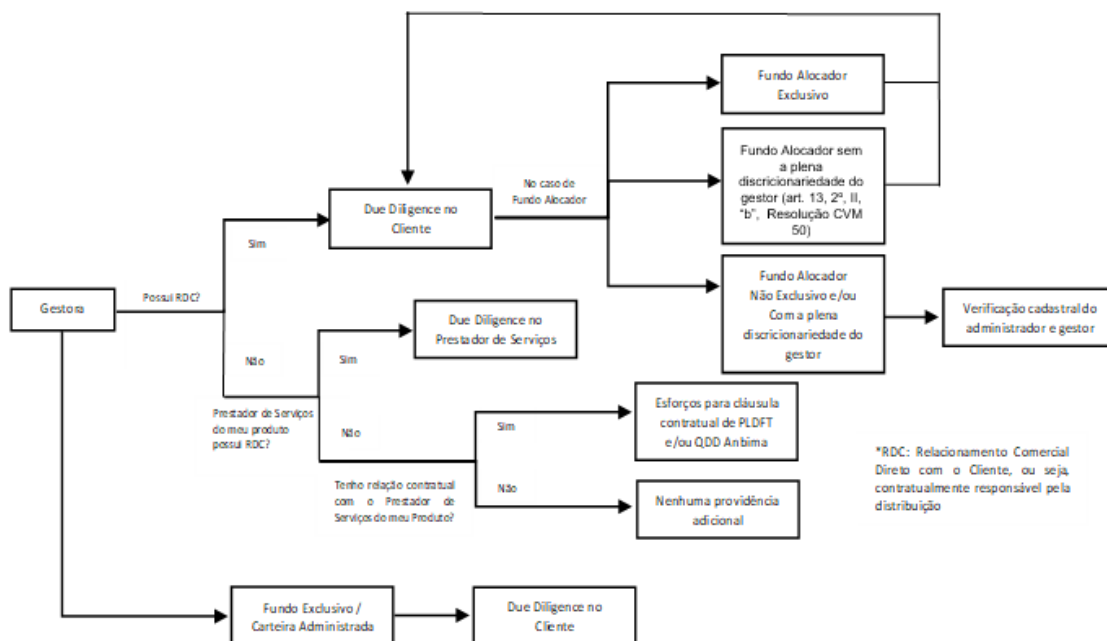 Fundo Alocador
Exclusivo
Fundo Alocador sem
a plena
discricionariedade do
gestor (art. 13, 2º, II,
“b”, Resolução CVM
50)
No caso de
Fundo Alocador
Due Diligence no
Cliente
Sim
Fundo Alocador
Não Exclusivo e/ou
Com a plena
discricionariedade do
gestor
Verificação cadastral do
administrador e gestor
Gestora
Possui RDC?
Due Diligence no
Prestador de Serviços
Não
Sim
Prestador de Serviços
do meu produto
possui RDC?
Não
Sim
Esforços para cláusula
contratual de PLDFT
e/ou QDD Anbima
*RDC: Relacionamento Comercial
Direto com o Cliente, ou seja,
contratualmente responsável pela
distribuição
Tenho relação contratual
com o Prestador de
Serviços do meu Produto?
Não
Nenhuma providência
adicional
Fundo Exclusivo /
Carteira Administrada
Due Diligence no
Cliente